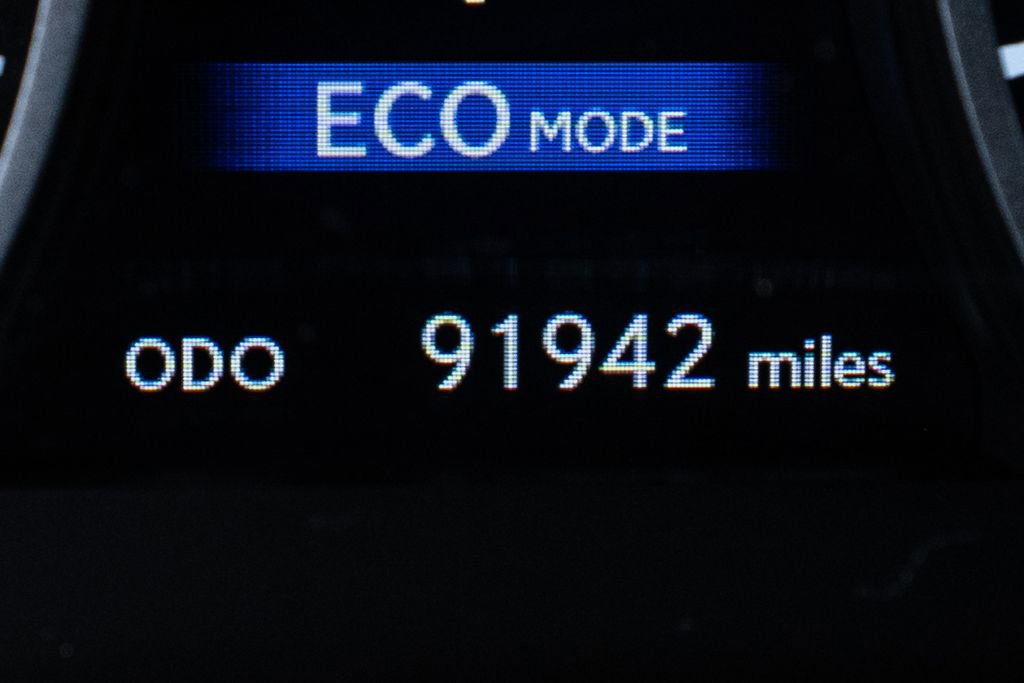 ECO MODE
ODO 91942 miles